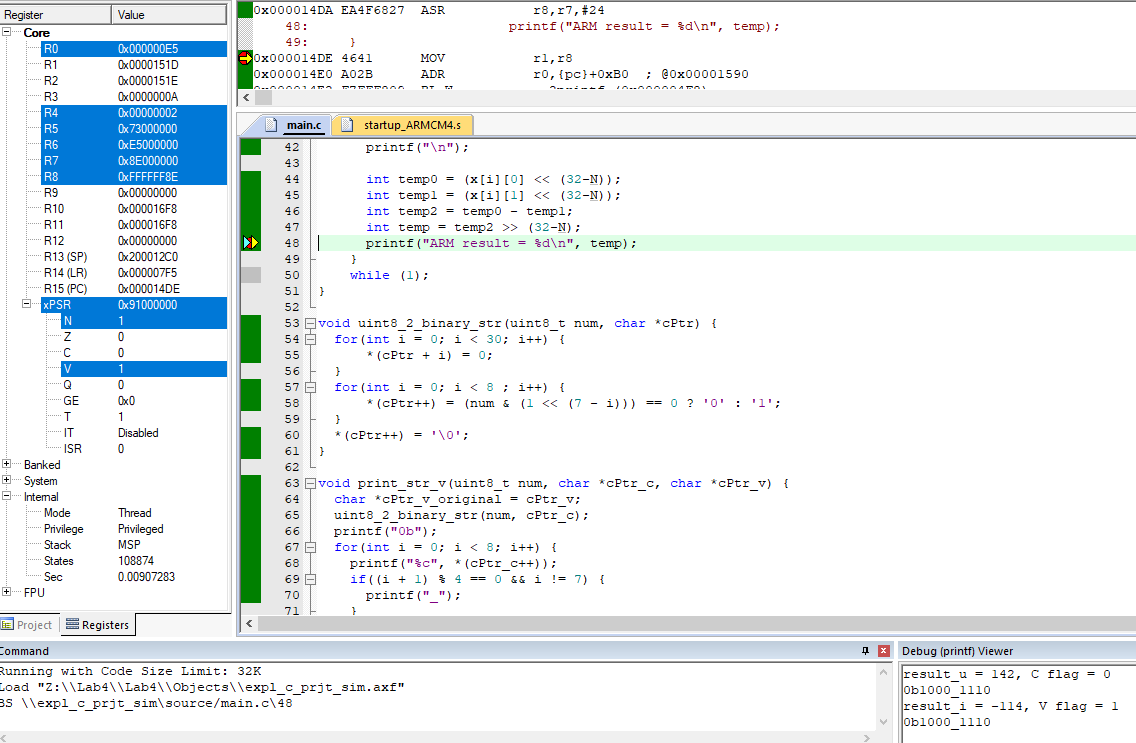 Register Value
Core
R0 0x000000E5
R1 0x0000151D
R2 0x0000151E
R3 0x0000000A
R4 0x00000002
R5 0x73000000
R6 0xE5000000
R7 0x8E000000
R8 0xFFFFFF8E
R9 0x00000000
R10 0x000016F8
R11 0x000016F8
R12 0x00000000
R13 (SP) 0x200012C0
R14 (LR) 0x000007F5
R15 (PC) 0x000014DE
xPSR 0x91000000
N 1
Z 0
C 0
V 1
Q 0
GE 0x0
T 1
IT Disabled
ISR 0
Banked
System
Internal
Mode Thread
Privilege Privileged
Stack MSP
States 108874
Sec 0.00907283
FPU
Project Registers
0x000014DA EA4F6827 ASR r8,r7,#24
48: printf("ARM result = %d\n", temp);
49: }
0x000014DE 4641 MOV r1,r8
0x000014E0 A02B ADR r0,{pc}+0xB0 ; @0x00001590
main.c startup_ARMCM4.s
42 printf("\n");
43
44 int temp0 = (x[i][0] << (32-N));
45 int temp1 = (x[i][1] << (32-N));
46 int temp2 = temp0 - temp1;
47 int temp = temp2 >> (32-N);
48 printf("ARM result = %d\n", temp);
49 }
50 while (1);
51 }
52
53 void uint8_2_binary_str(uint8_t num, char *cPtr) {
54 for(int i = 0; i < 30; i++) {
55 *(cPtr + i) = 0;
56 }
57 for(int i = 0; i < 8 ; i++) {
58 *(cPtr++) = (num & (1 << (7 - i))) == 0 ? '0' : '1';
59 }
60 *(cPtr++) = '\0';
61 }
62
63 void print_str_v(uint8_t num, char *cPtr_c, char *cPtr_v) {
64 char *cPtr_v_original = cPtr_v;
65 uint8_2_binary_str(num, cPtr_c);
66 printf("0b");
67 for(int i = 0; i < 8; i++) {
68 printf("%c", *(cPtr_c++));
69 if((i + 1) % 4 == 0 && i != 7) {
70 printf("_");
71 }
Command
Running with Code Size Limit: 32K
Load "Z:\\Lab4\\Lab4\\Objects\\expl_c_prjt_sim.axf"
BS \\expl_c_prjt_sim\source/main.c\48
Debug (printf) Viewer
result_u = 142, C flag = 0
0b1000_1110
result_i = -114, V flag = 1
0b1000_1110